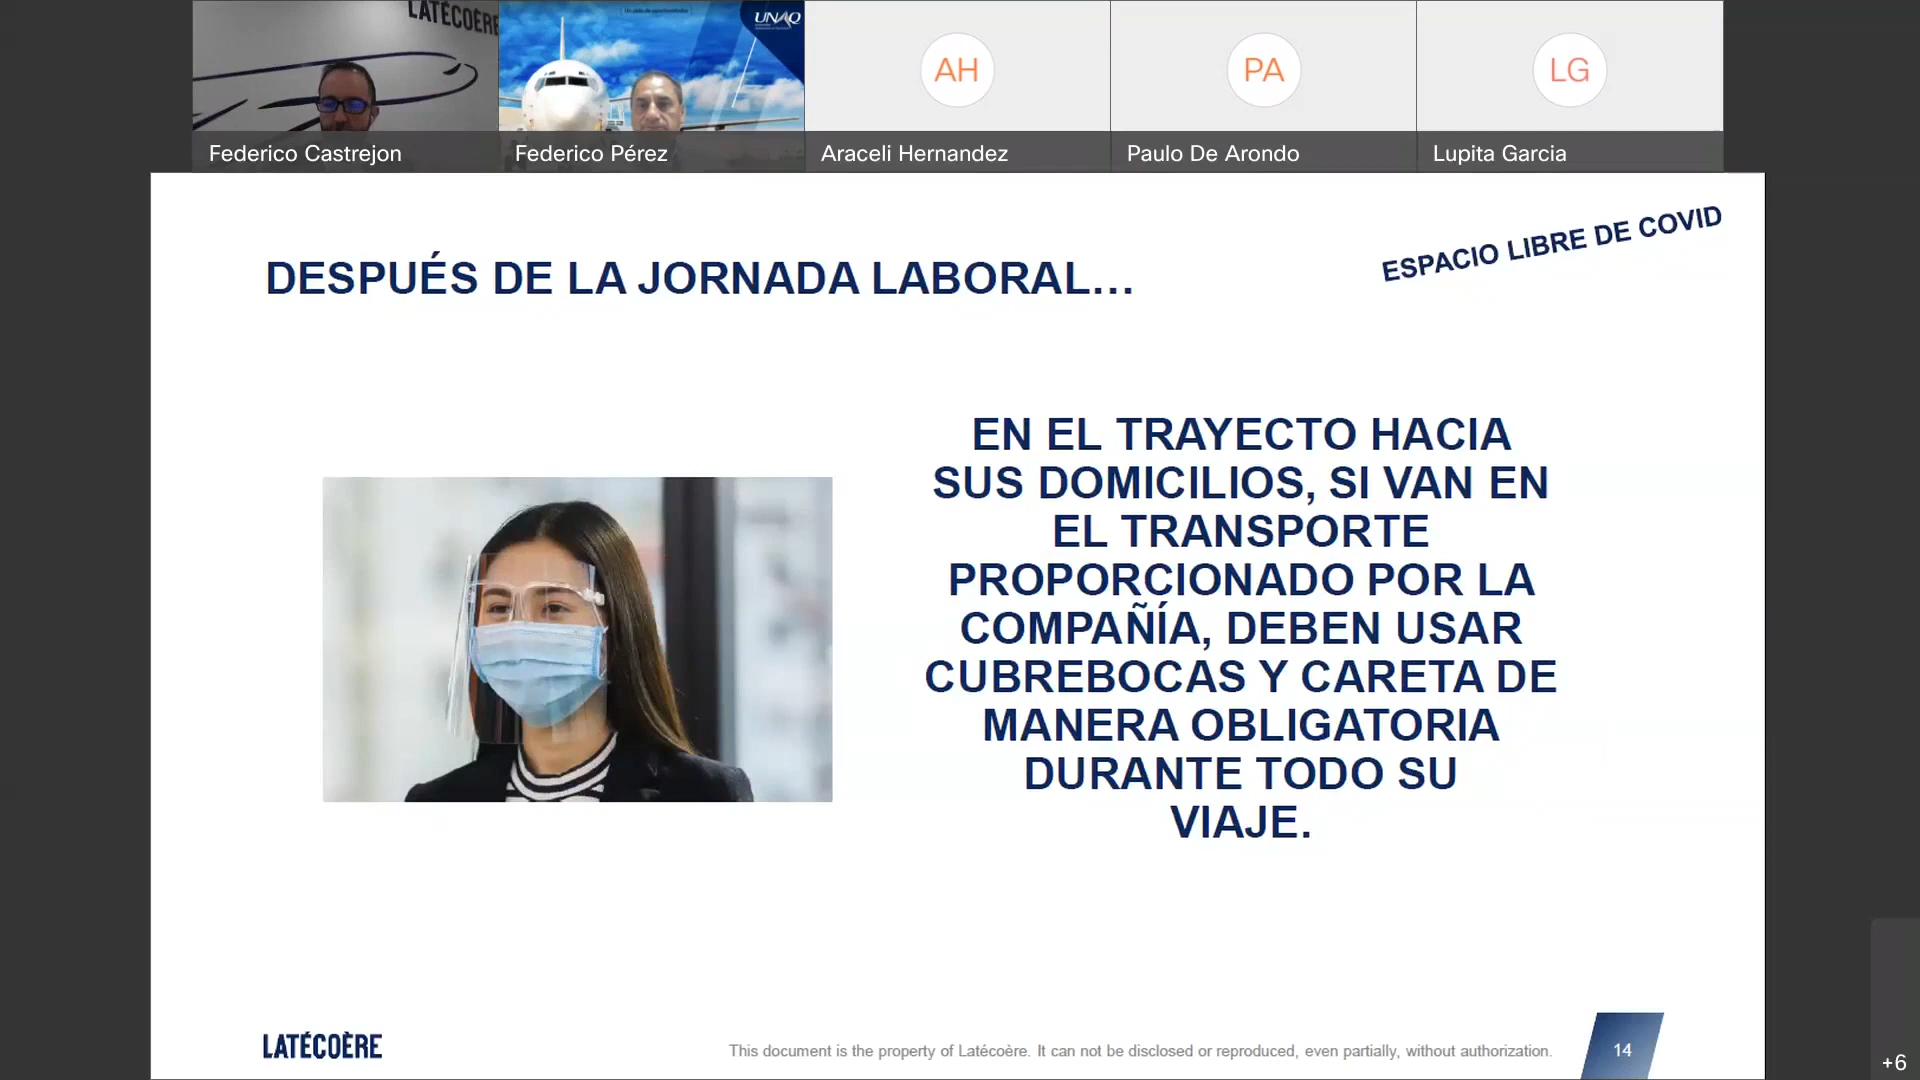 LATÉCOÈRE
UNAQ
AH
PA
LG
Federico Castrejon
Federico Pérez
Araceli Hernandez
Paulo De Arondo
Lupita Garcia
ESPACIO LIBRE DE COVID
DESPUÉS DE LA JORNADA LABORAL...
EN EL TRAYECTO HACIA
SUS DOMICILIOS, SI VAN EN
EL TRANSPORTE
PROPORCIONADO POR LA
COMPAÑÍA, DEBEN USAR
CUBREBOCAS Y CARETA DE
MANERA OBLIGATORIA
DURANTE TODO SU
VIAJE.
LATÉCOÈRE
This document is the property of Latécoère. It can not be disclosed or reproduced, even partially, without authorization.
14
+6